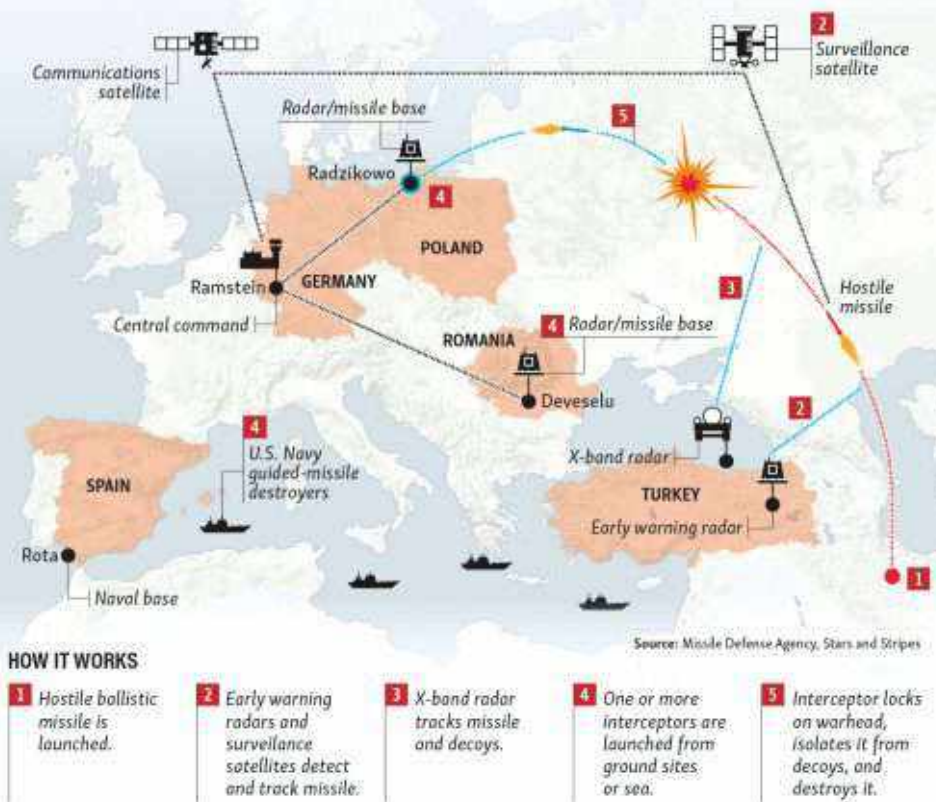 2
Communications
satellite
Surveillance
satellite
Radar/missile base
5
Radzikowo
4
POLAND
Ramstein
GERMANY
3
Hostile
missile
Central command
4 Radar/missile base
ROMANIA
Deveselu
2
4
U.S. Navy
guided-missile
destroyers
X-band radar
SPAIN
TURKEY
Early warning radar
Rota
1
Naval base
Source: Missile Defense Agency, Stars and Stripes
HOW IT WORKS
1 Hostile ballistic
missile is
launched.
2 Early warning
radars and
surveilance
satellites detect
and track missile.
3 X-band radar
tracks missile
and decoys.
4 One or more
interceptors are
launched from
ground sites
or sea.
5 Interceptor locks
on warhead,
isolates it from
decoys, and
destroys it.